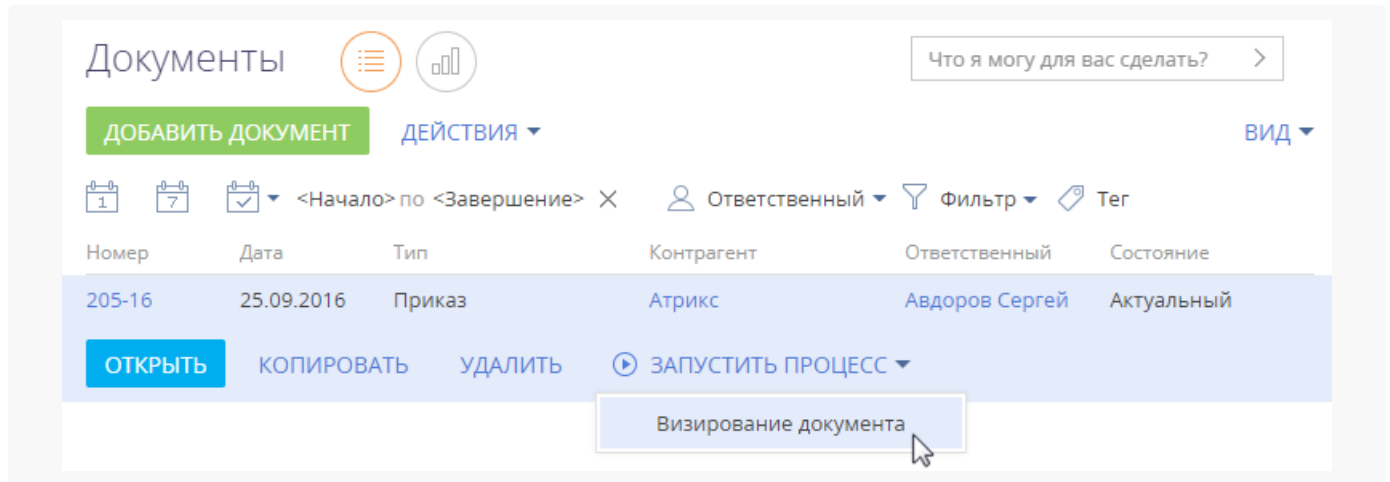 Документы
Что я могу для вас сделать?
ДОБАВИТЬ ДОКУМЕНТ ДЕЙСТВИЯ ВИД
1 7 <Начало> по <Завершение> Ответственный Фильтр Тег
Номер Дата Тип Контрагент Ответственный Состояние
205-16 25.09.2016 Приказ Атрикс Авдоров Сергей Актуальный
ОТКРЫТЬ КОПИРОВАТЬ УДАЛИТЬ ЗАПУСТИТЬ ПРОЦЕСС
Визирование документа